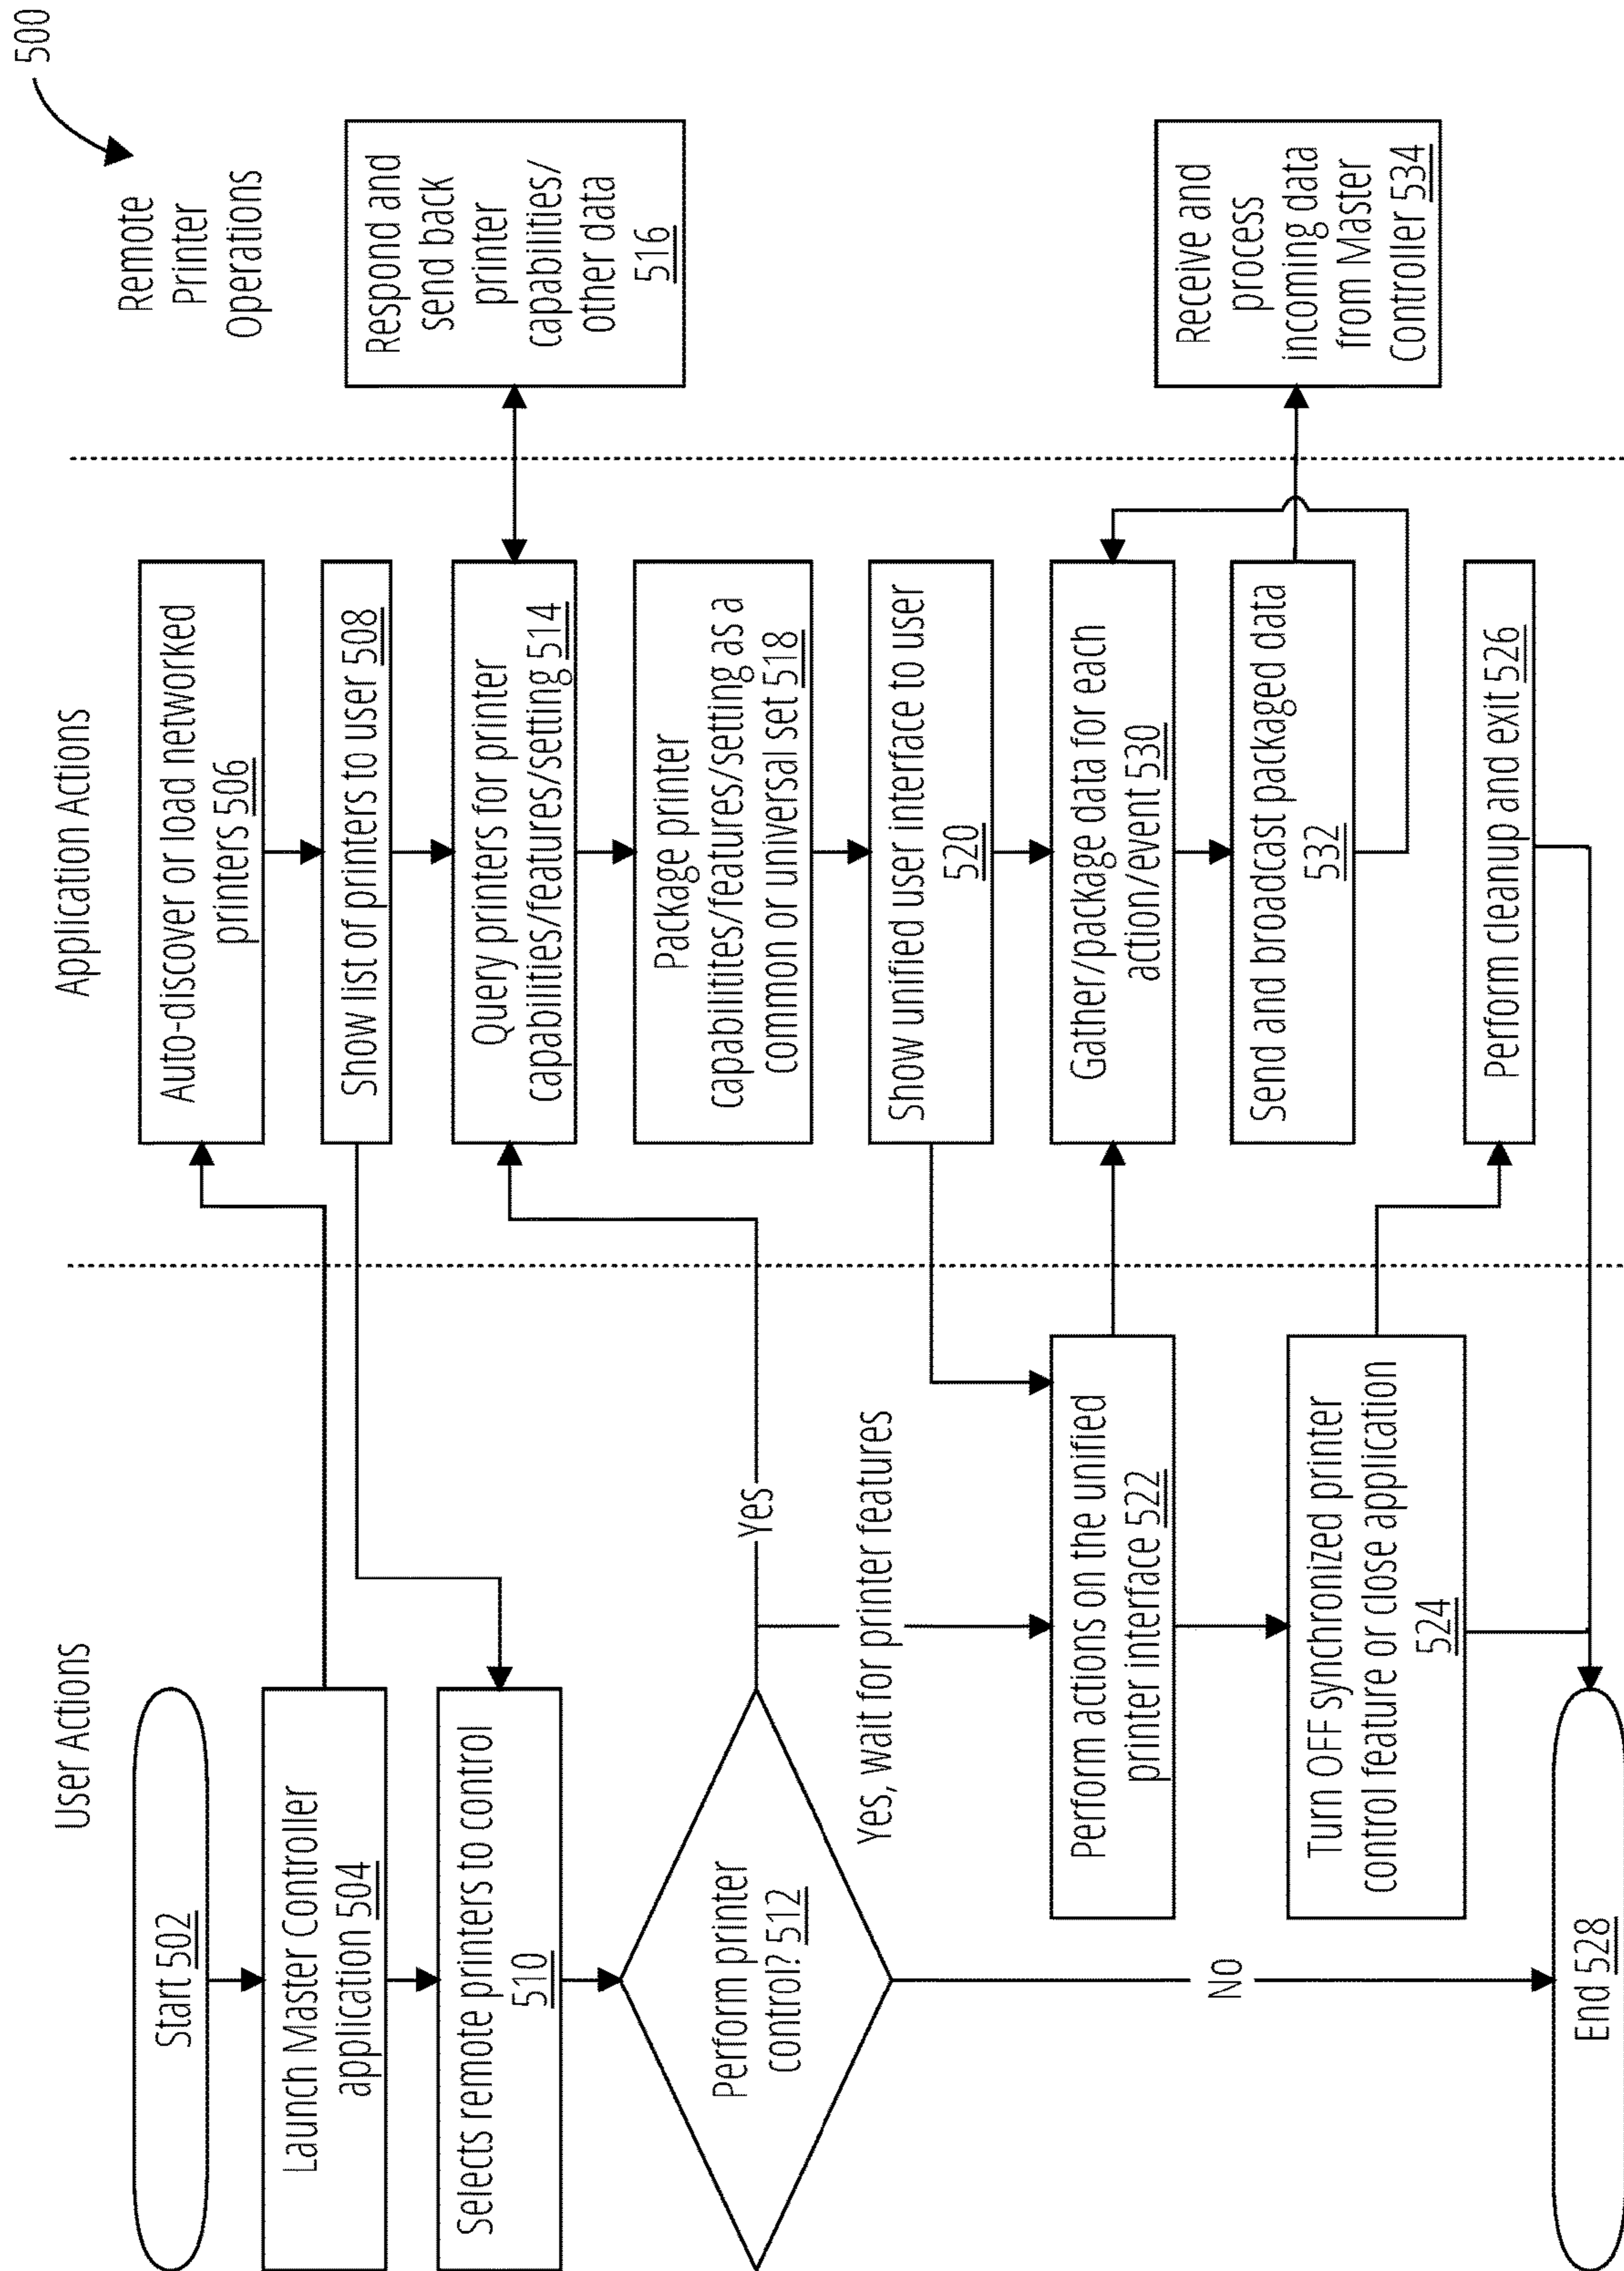 500
User Actions
Application Actions
Remote
Printer
Operations
Start 502
Launch Master Controller
application 504
Selects remote printers to control
510
Perform printer
control? 512
Yes
Yes, wait for printer features
No
Perform actions on the unified
printer interface 522
Turn OFF synchronized printer
control feature or close application
524
End 528
Auto-discover or load networked
printers 506
Show list of printers to user 508
Query printers for printer
capabilities/features/setting 514
Package printer
capabilitites/features/setting as a
common or universal set 518
Show unified user interface to user
520
Gather/package data for each
action/event 530
Send and broadcast packaged data
532
Perform cleanup and exit 526
Respond and
send back
printer
capabilities/
other data
516
Receive and
process
incoming data
from Master
Controller 534